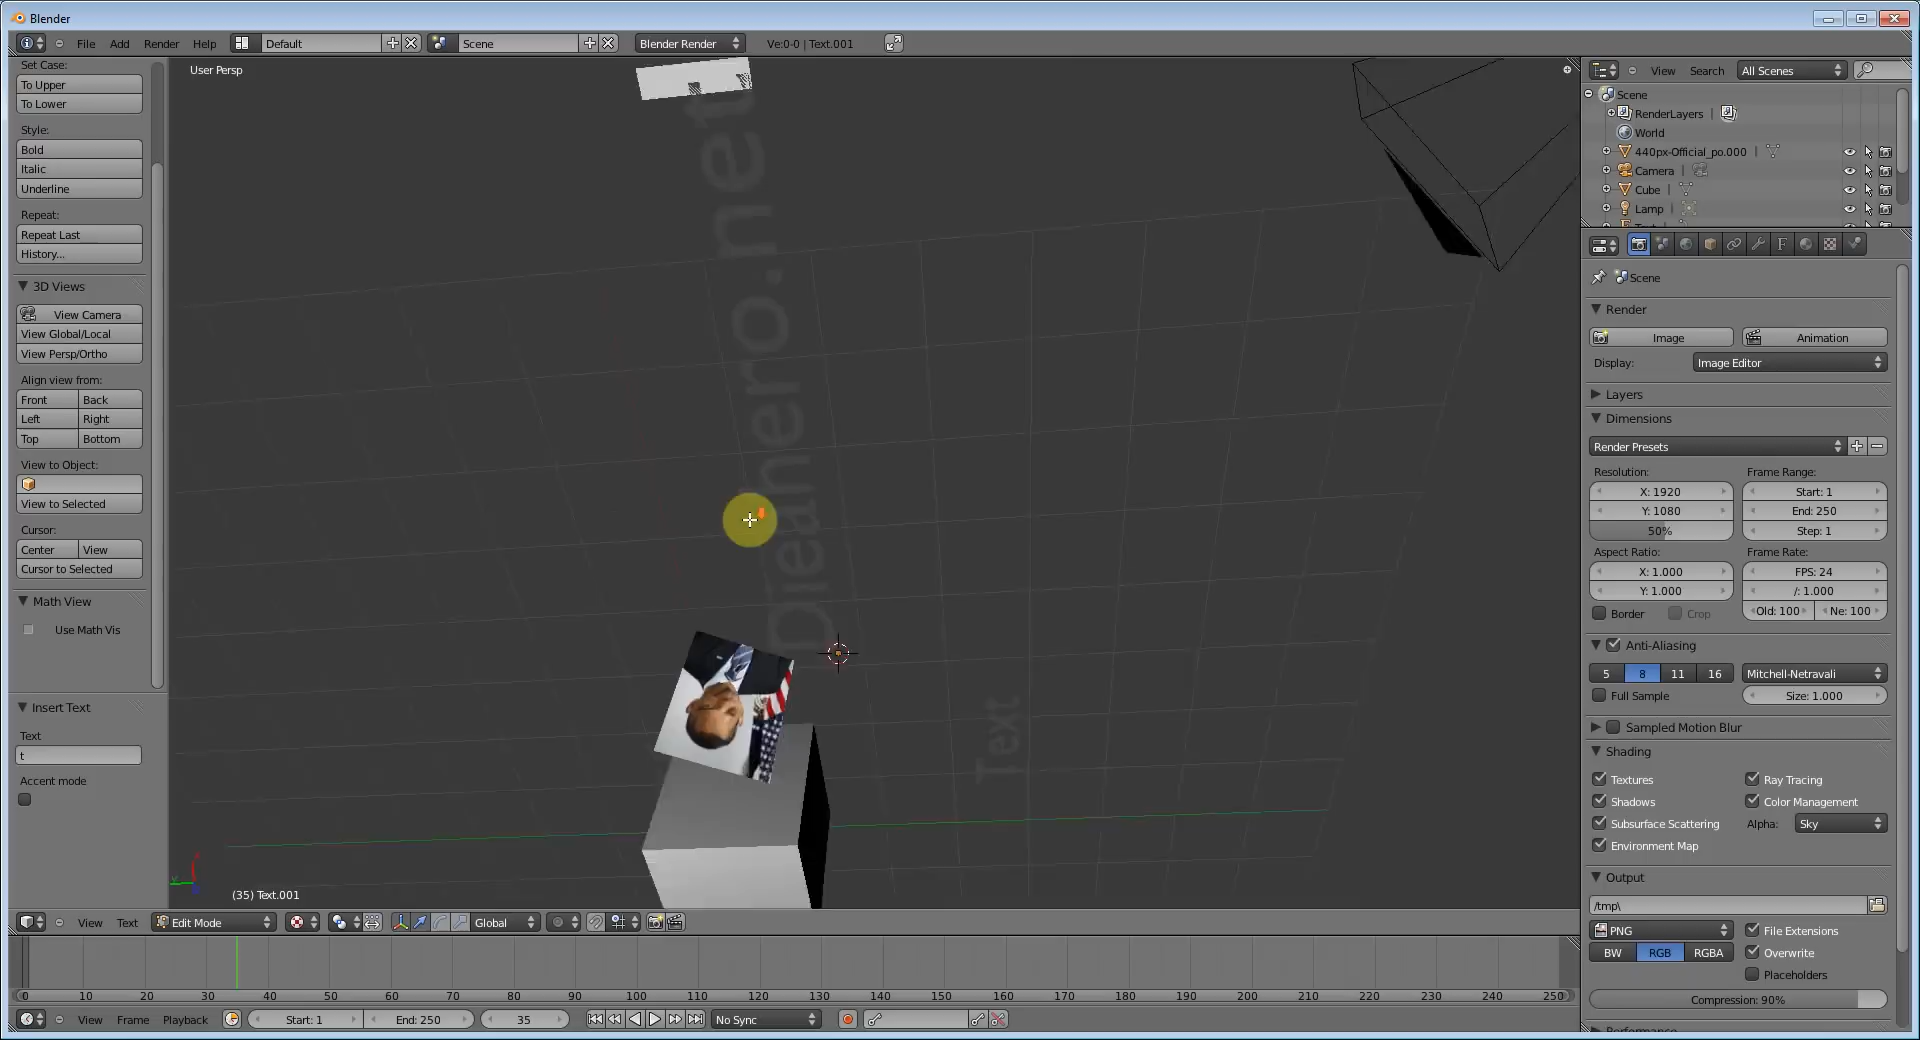 Blender
File Add Render Help Default Scene Blender Render Ve:0-0 | Text.001
Set Case:
To Upper
To Lower
Style:
Bold
Italic
Underline
Repeat:
Repeat Last
History...
3D Views
View Camera
View Global/Local
View Persp/Ortho
Align view from:
Front Back
Left Right
Top Bottom
View to Object:
View to Selected
Cursor:
Center View
Cursor to Selected
Math View
Use Math Vis
Insert Text
Text
t
Accent mode
User Persp
Text
(35) Text.001
View Text Edit Mode Global
0 10 20 30 40 50 60 70 80 90 100 110 120 130 140 150 160 170 180 190 200 210 220 230 240 250
View Frame Playback Start: 1 End: 250 35 No Sync
View Search All Scenes
Scene
RenderLayers |
World
440px-Official_po.000 |
Camera |
Cube |
Lamp |
F
Scene
Render
Image Animation
Display: Image Editor
Layers
Dimensions
Render Presets
Resolution: Frame Range:
X: 1920 Start: 1
Y: 1080 End: 250
50% Step: 1
Aspect Ratio: Frame Rate:
X: 1.000 FPS: 24
Y: 1.000 /: 1.000
Border Crop Old: 100 Ne: 100
Anti-Aliasing
5 8 11 16 Mitchell-Netravali
Full Sample Size: 1.000
Sampled Motion Blur
Shading
Textures Ray Tracing
Shadows Color Management
Subsurface Scattering Alpha: Sky
Environment Map
Output
/tmp\
PNG File Extensions
BW RGB RGBA Overwrite
Placeholders
Compression: 90%